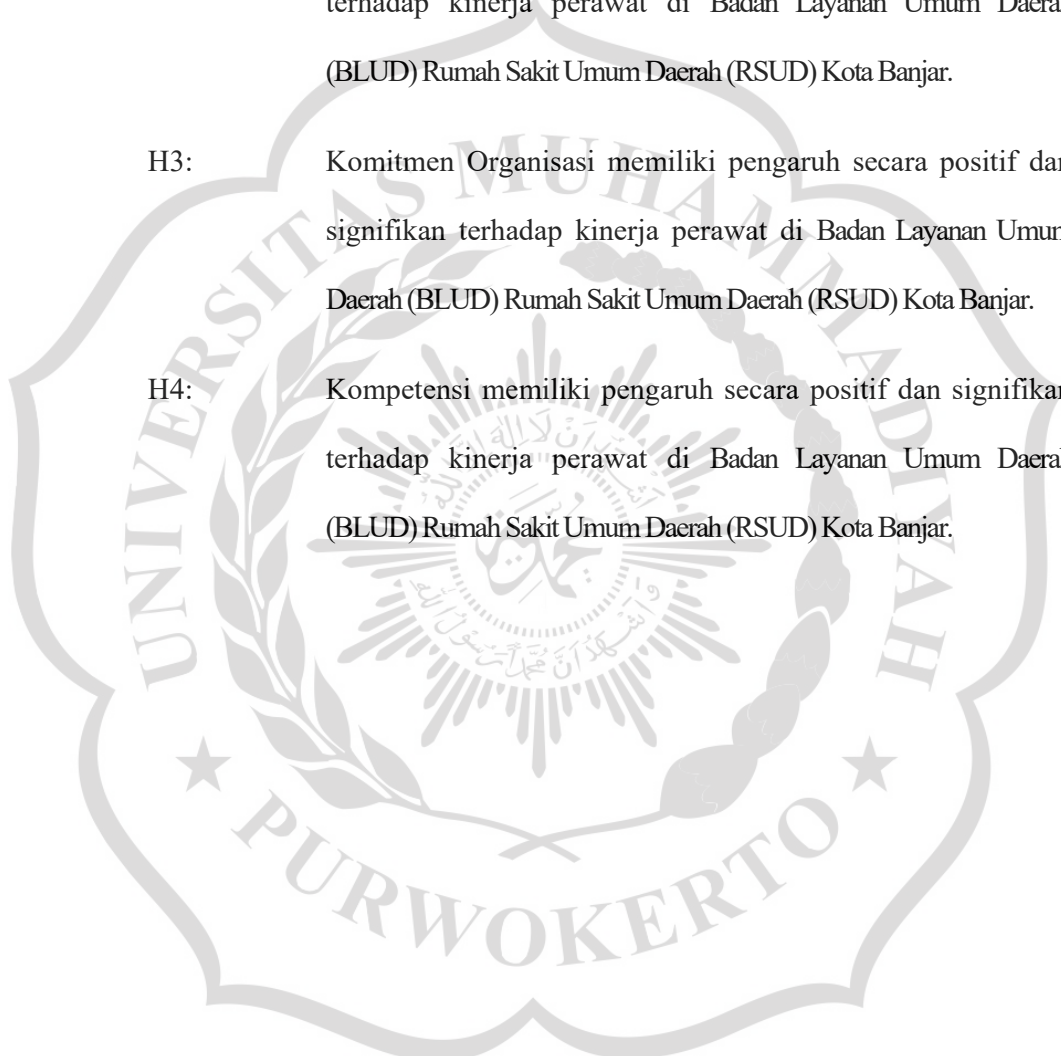 terhadap kinerja perawat di Badan Layanan Umum Daerah
(BLUD) Rumah Sakit Umum Daerah (RSUD) Kota Banjar.
H3: Komitmen Organisasi memiliki pengaruh secara positif dan
signifikan terhadap kinerja perawat di Badan Layanan Umum
Daerah (BLUD) Rumah Sakit Umum Daerah (RSUD) Kota Banjar.
H4: Kompetensi memiliki pengaruh secara positif dan signifikan
terhadap kinerja perawat di Badan Layanan Umum Daerah
(BLUD) Rumah Sakit Umum Daerah (RSUD) Kota Banjar.
UNIVERSITAS MUHAMMADIYAH
PURWOKERTO